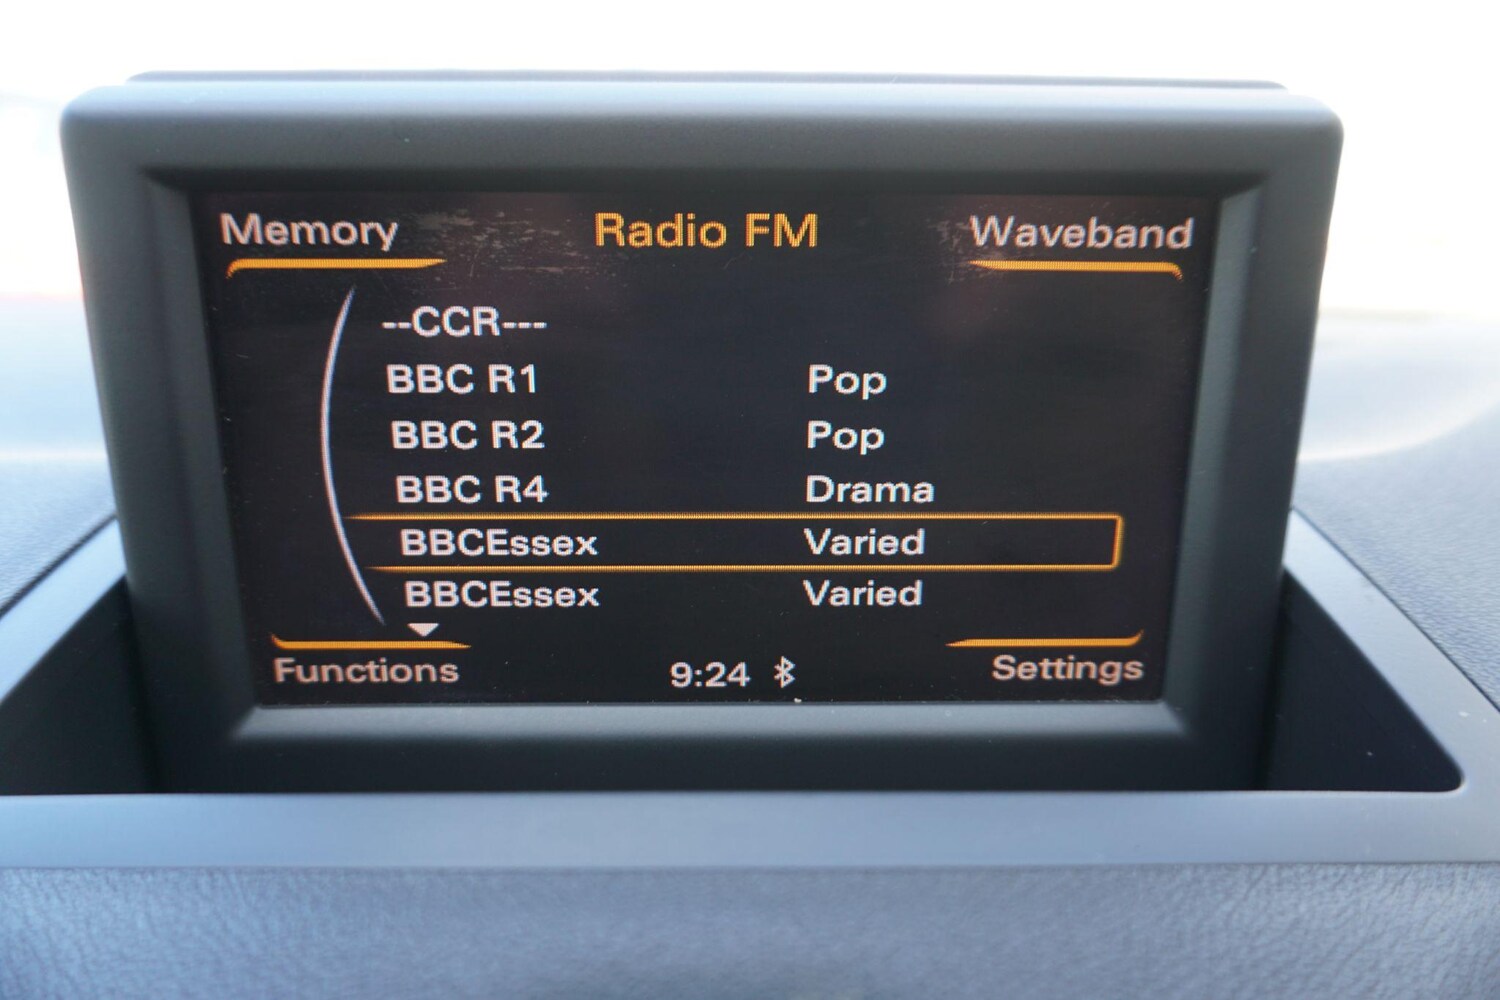 Memory Radio FM Waveband
--CCR---
BBC R1 Pop
BBC R2 Pop
BBC R4 Drama
BBCEssex Varied
BBCEssex Varied
Functions 9:24 Settings